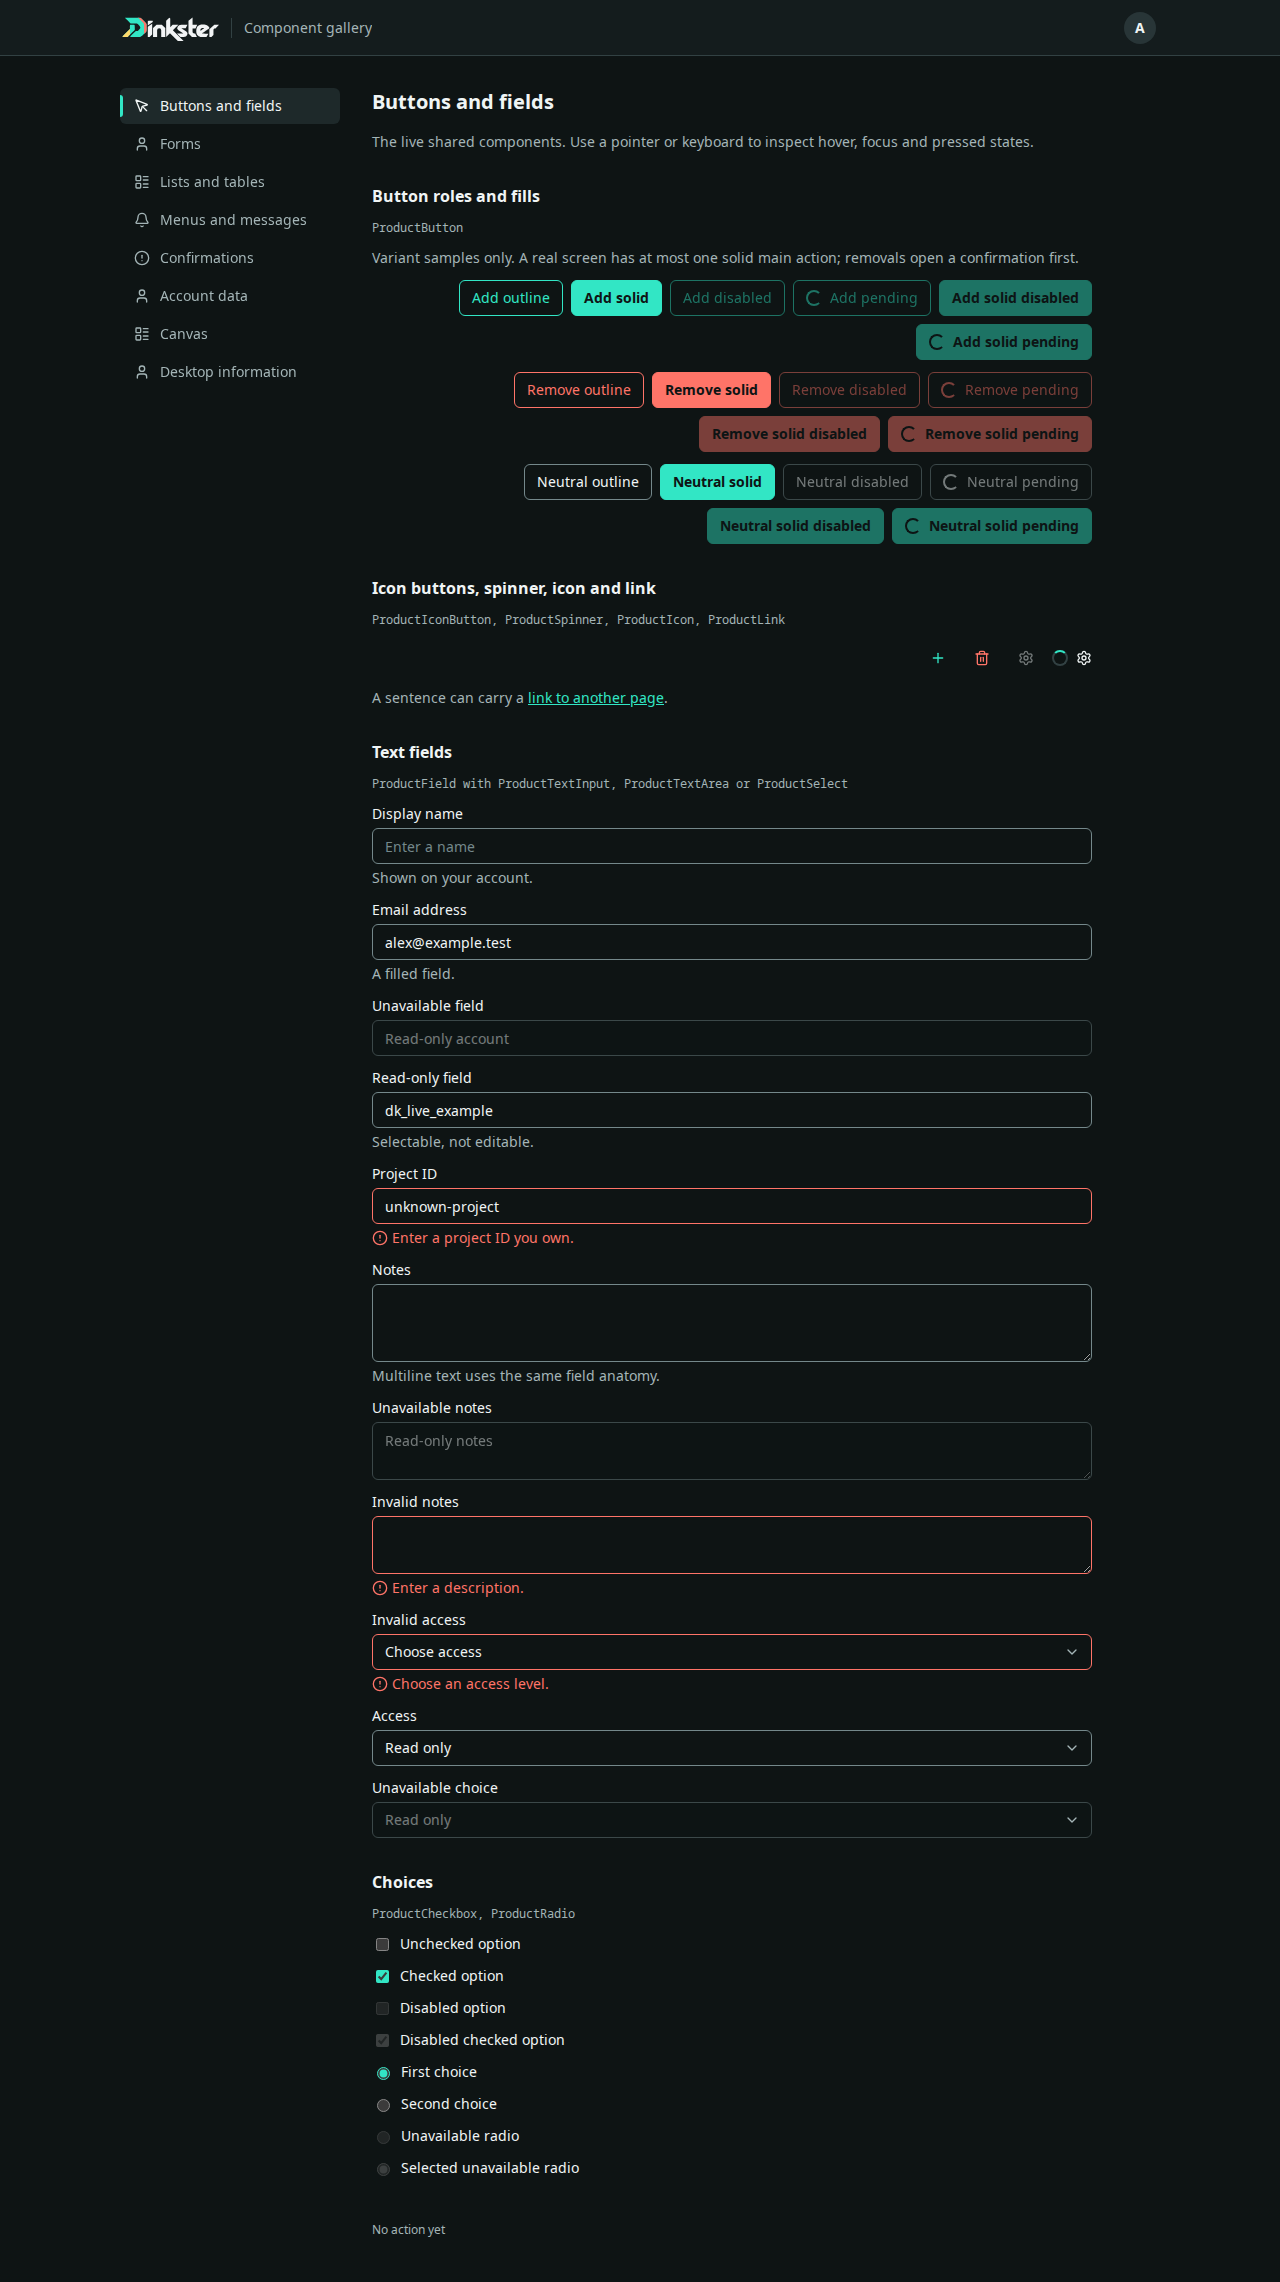 Dinkster
Component gallery
A
Buttons and fields
Forms
Lists and tables
Menus and messages
Confirmations
Account data
Canvas
Desktop information
Buttons and fields
The live shared components. Use a pointer or keyboard to inspect hover, focus and pressed states.
Button roles and fills
ProductButton
Variant samples only. A real screen has at most one solid main action; removals open a confirmation first.
Add outline Add solid Add disabled Add pending Add solid disabled
Add solid pending
Remove outline Remove solid Remove disabled Remove pending
Remove solid disabled Remove solid pending
Neutral outline Neutral solid Neutral disabled Neutral pending
Neutral solid disabled Neutral solid pending
Icon buttons, spinner, icon and link
ProductIconButton, ProductSpinner, ProductIcon, ProductLink
A sentence can carry a link to another page.
Text fields
ProductField with ProductTextInput, ProductTextArea or ProductSelect
Display name
Enter a name
Shown on your account.
Email address
alex@example.test
A filled field.
Unavailable field
Read-only account
Read-only field
dk_live_example
Selectable, not editable.
Project ID
unknown-project
Enter a project ID you own.
Notes
Multiline text uses the same field anatomy.
Unavailable notes
Read-only notes
Invalid notes
Enter a description.
Invalid access
Choose access
Choose an access level.
Access
Read only
Unavailable choice
Read only
Choices
ProductCheckbox, ProductRadio
Unchecked option
Checked option
Disabled option
Disabled checked option
First choice
Second choice
Unavailable radio
Selected unavailable radio
No action yet